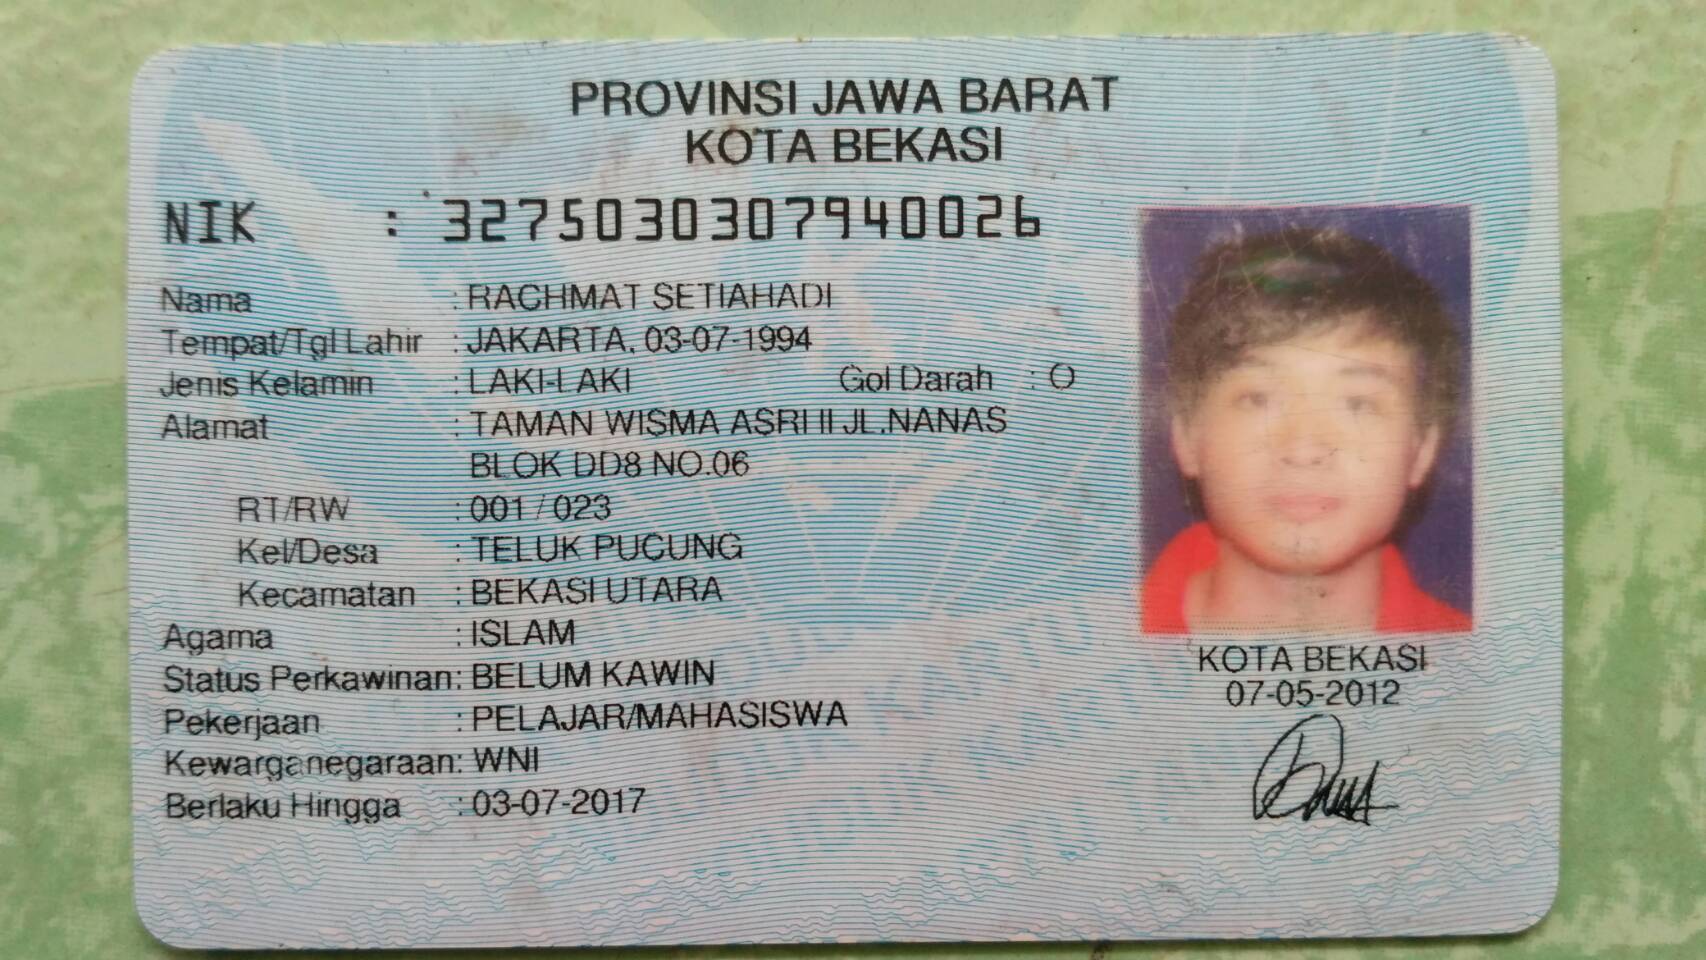 PROVINSI JAWA BARAT
KOTA BEKASI
NIK : 3275030307940026
Nama : RACHMAT SETIAHADI
Tempat/Tgl Lahir : JAKARTA, 03-07-1994
Jenis Kelamin : LAKI-LAKI Gol Darah : O
Alamat : TAMAN WISMA ASRI II JL.NANAS
BLOK DD8 NO.06
RT/RW : 001 / 023
Kel/Desa : TELUK PUCUNG
Kecamatan : BEKASI UTARA
Agama : ISLAM
Status Perkawinan: BELUM KAWIN
Pekerjaan : PELAJAR/MAHASISWA
Kewarganegaraan: WNI
Berlaku Hingga : 03-07-2017
KOTA BEKASI
07-05-2012